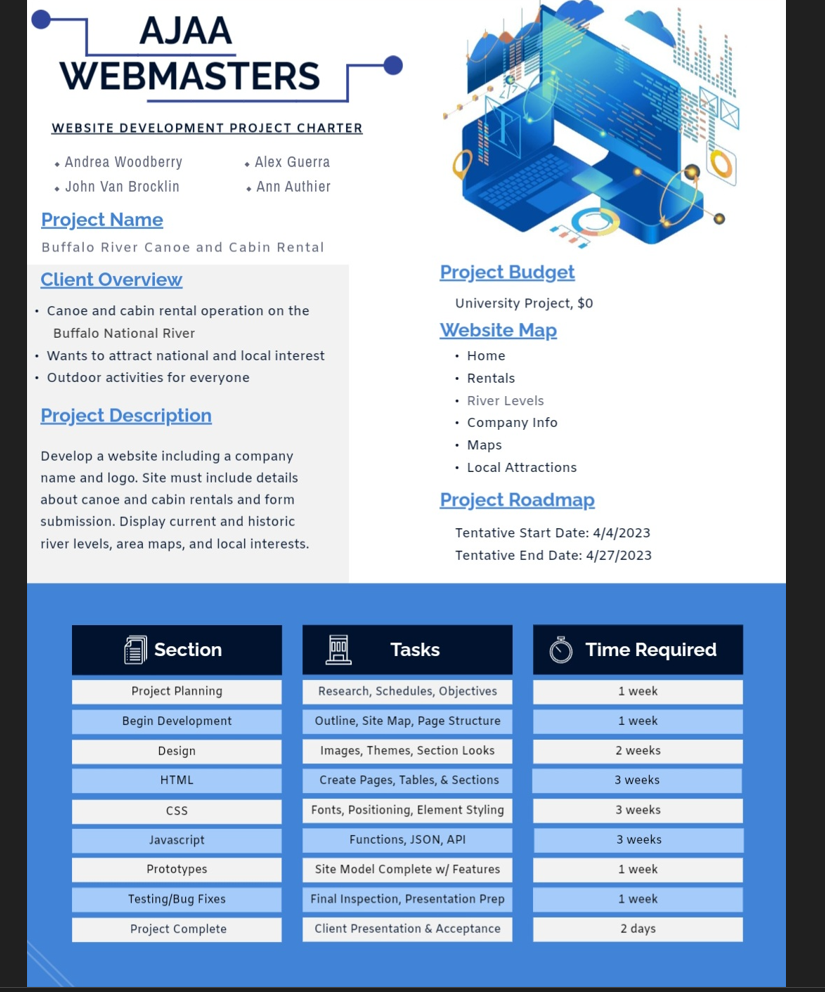 AJAA
WEBMASTERS
WEBSITE DEVELOPMENT PROJECT CHARTER
• Andrea Woodberry
• Alex Guerra
• John Van Brocklin
• Ann Authier
Project Name
Buffalo River Canoe and Cabin Rental
Client Overview
• Canoe and cabin rental operation on the
Buffalo National River
• Wants to attract national and local interest
• Outdoor activities for everyone
Project Description
Develop a website including a company
name and logo. Site must include details
about canoe and cabin rentals and form
submission. Display current and historic
river levels, area maps, and local interests.
T
Project Budget
University Project, $0
Website Map
• Home
• Rentals
• River Levels
• Company Info
• Maps
• Local Attractions
Project Roadmap
Tentative Start Date: 4/4/2023
Tentative End Date: 4/27/2023
Section Tasks Time Required
Project Planning Research, Schedules, Objectives 1 week
Begin Development Outline, Site Map, Page Structure 1 week
Design Images, Themes, Section Looks 2 weeks
HTML Create Pages, Tables, & Sections 3 weeks
CSS Fonts, Positioning, Element Styling 3 weeks
Javascript Functions, JSON, API 3 weeks
Prototypes Site Model Complete w/ Features 1 week
Testing/Bug Fixes Final Inspection, Presentation Prep 1 week
Project Complete Client Presentation & Acceptance 2 days